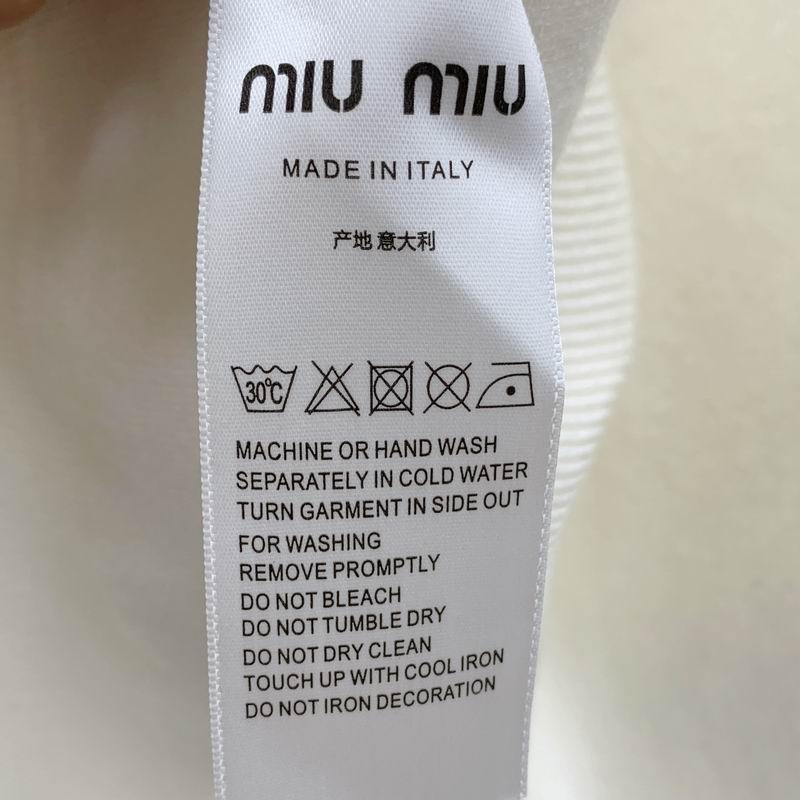 miu miu
MADE IN ITALY
产地 意大利
30℃
MACHINE OR HAND WASH
SEPARATELY IN COLD WATER
TURN GARMENT IN SIDE OUT
FOR WASHING
REMOVE PROMPTLY
DO NOT BLEACH
DO NOT TUMBLE DRY
DO NOT DRY CLEAN
TOUCH UP WITH COOL IRON
DO NOT IRON DECORATION